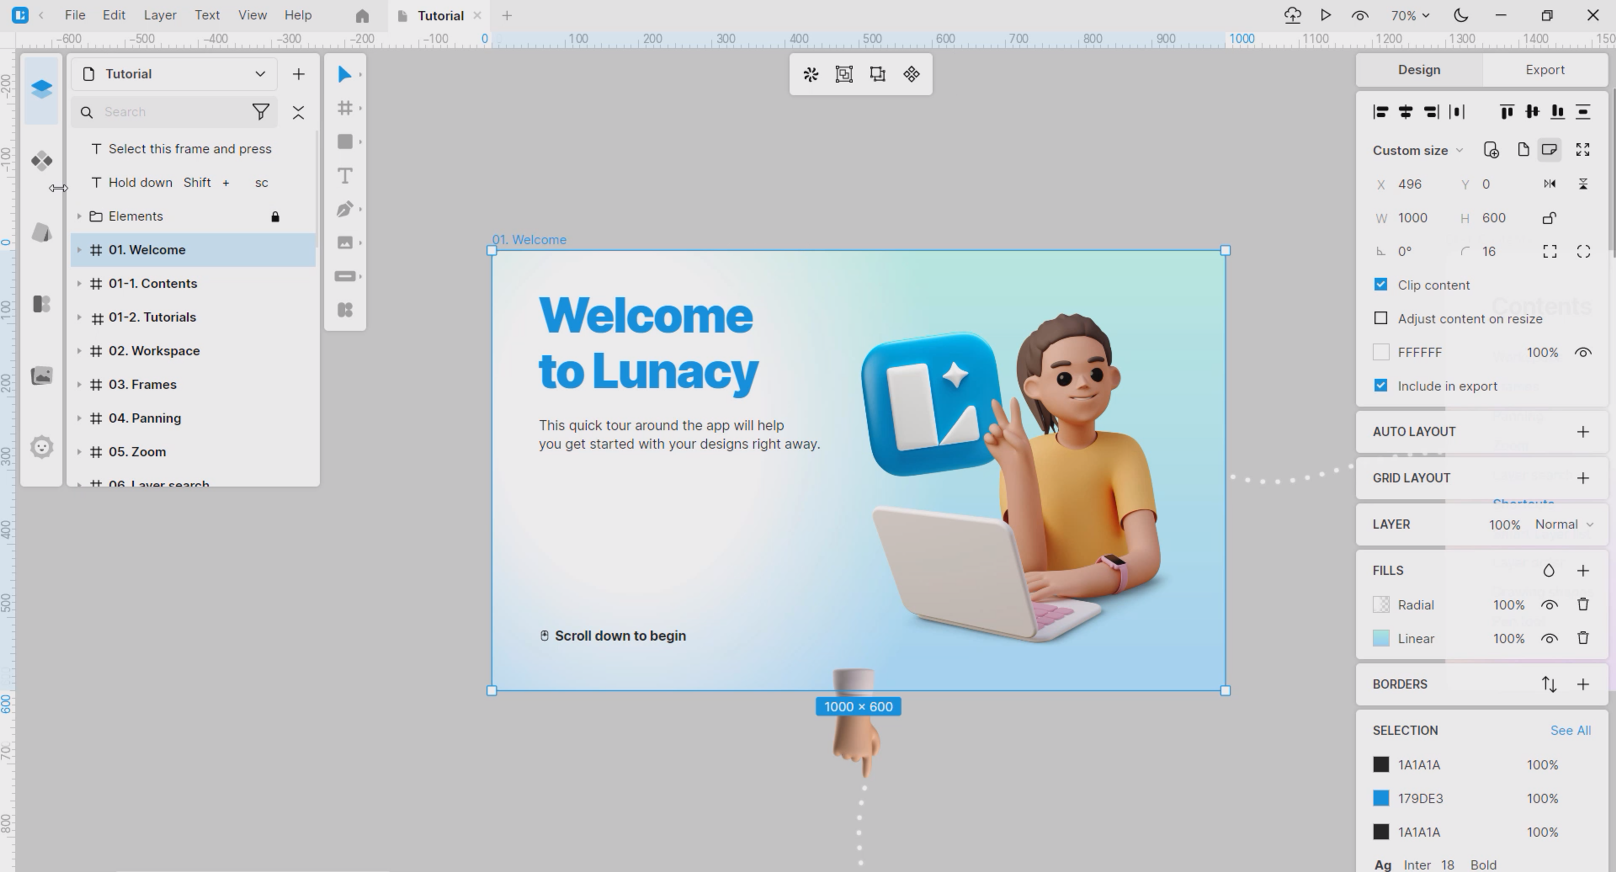 File Edit Layer Text View Help Tutorial 70%
-600 -500 -400 -300 -200 -100 0 100 200 300 400 500 600 700 800 900 1000 1100 1200 1300 1400 150
-200 -100 0 100 200 300 400 500 600 70 800
Tutorial
Search
Select this frame and press
Hold down Shift + sc
Elements
01. Welcome
01-1. Contents
01-2. Tutorials
02. Workspace
03. Frames
04. Panning
05. Zoom
06. Layer search
01. Welcome
Welcome
to Lunacy
This quick tour around the app will help
you get started with your designs right away.
Scroll down to begin
1000 × 600
Design Export
Custom size
X 496 Y 0
W 1000 H 600
0° 16
Clip content
Contents
Adjust content on resize
FFFFFF 100%
Include in export
AUTO LAYOUT
GRID LAYOUT
Shortcuts
LAYER 100% Normal
FILLS
Radial 100%
Linear 100%
BORDERS
SELECTION See All
1A1A1A 100%
179DE3 100%
1A1A1A 100%
Ag Inter 18 Bold